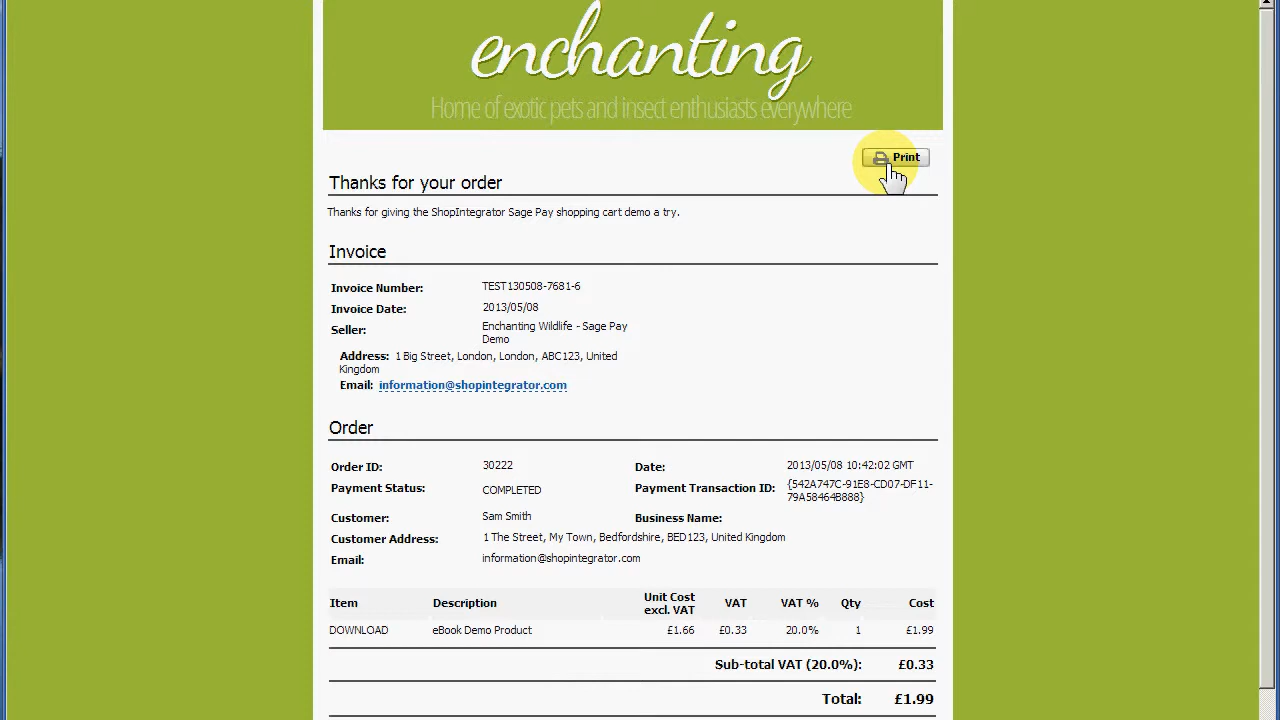 enchanting
Home of exotic pets and insect enthusiasts everywhere
Print
Thanks for your order
Thanks for giving the ShopIntegrator Sage Pay shopping cart demo a try.
Invoice
Invoice Number: TEST130508-7681-6
Invoice Date: 2013/05/08
Seller: Enchanting Wildlife - Sage Pay
Demo
Address: 1 Big Street, London, London, ABC123, United
Kingdom
Email: information@shopintegrator.com
Order
Order ID: 30222 Date: 2013/05/08 10:42:02 GMT
Payment Status: COMPLETED Payment Transaction ID: {542A747C-91E8-CD07-DF11-
79A58464B888}
Customer: Sam Smith Business Name:
Customer Address: 1 The Street, My Town, Bedfordshire, BED123, United Kingdom
Email: information@shopintegrator.com
Item Description Unit Cost
excl. VAT VAT VAT % Qty Cost
DOWNLOAD eBook Demo Product £1.66 £0.33 20.0% 1 £1.99
Sub-total VAT (20.0%): £0.33
Total: £1.99